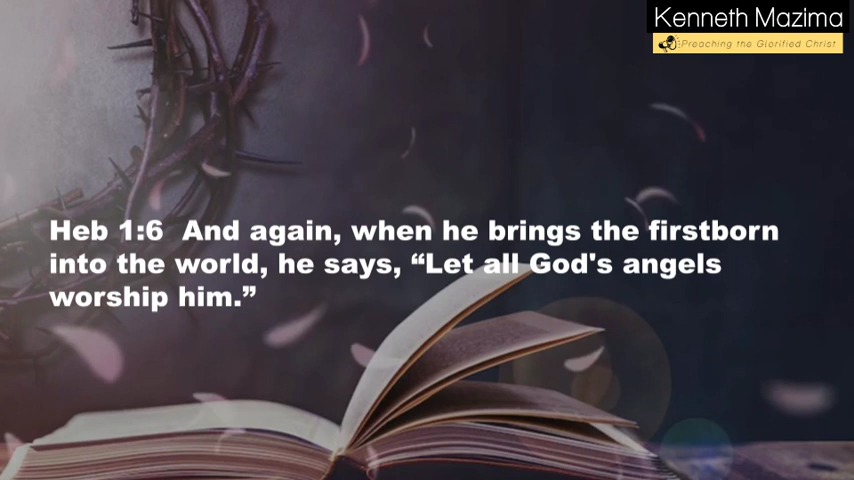 Kenneth Mazima
Preaching the Glorified Christ
Heb 1:6  And again, when he brings the firstborn
into the world, he says, “Let all God's angels
worship him.”